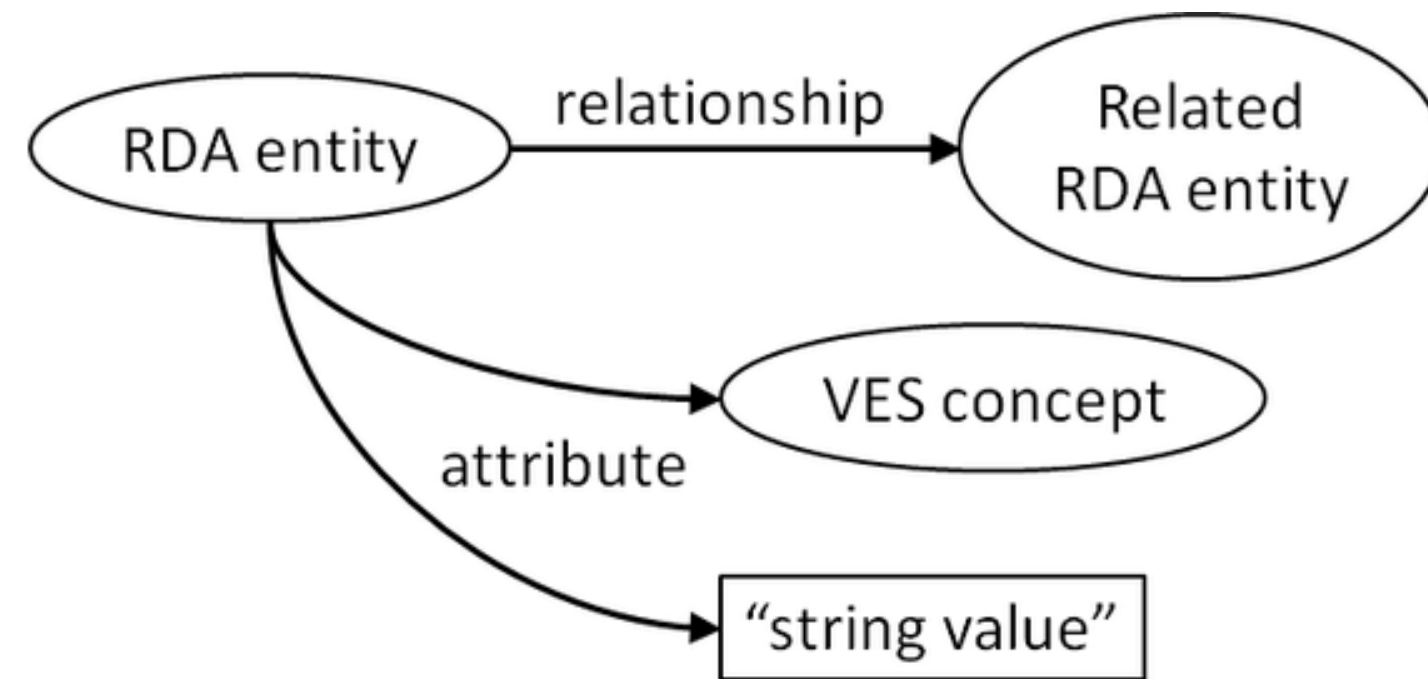 RDA entity
relationship
Related
RDA entity
VES concept
attribute
“string value”